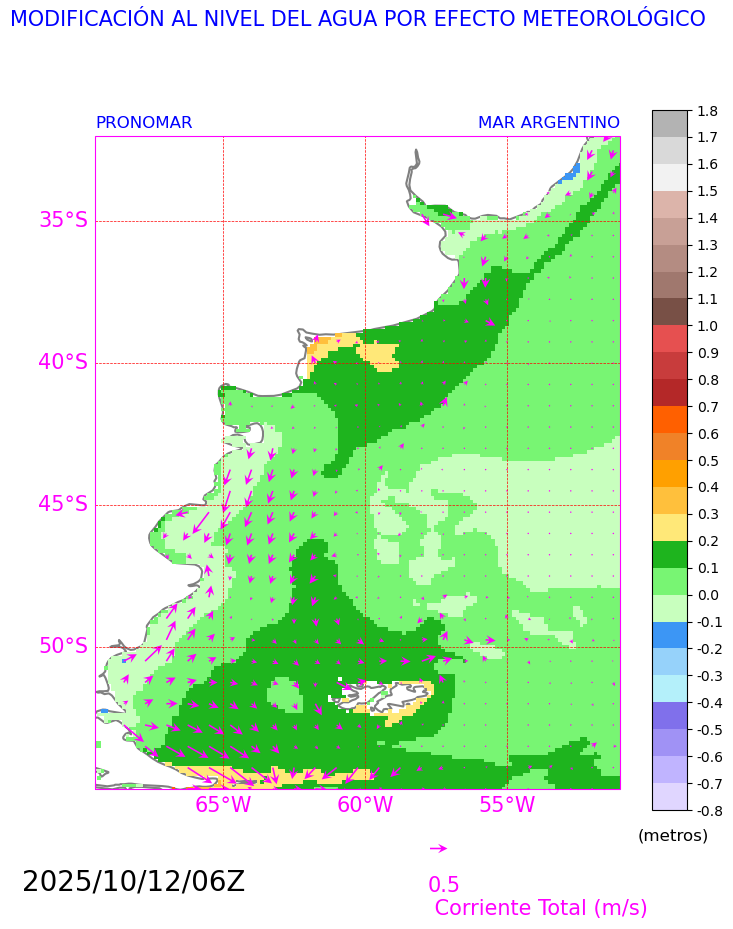 MODIFICACIÓN AL NIVEL DEL AGUA POR EFECTO METEOROLÓGICO
PRONOMAR
MAR ARGENTINO
35°S
40°S
45°S
50°S
65°W
60°W
55°W
1.8
1.7
1.6
1.5
1.4
1.3
1.2
1.1
1.0
0.9
0.8
0.7
0.6
0.5
0.4
0.3
0.2
0.1
0.0
-0.1
-0.2
-0.3
-0.4
-0.5
-0.6
-0.7
-0.8
(metros)
2025/10/12/06Z
0.5
Corriente Total (m/s)